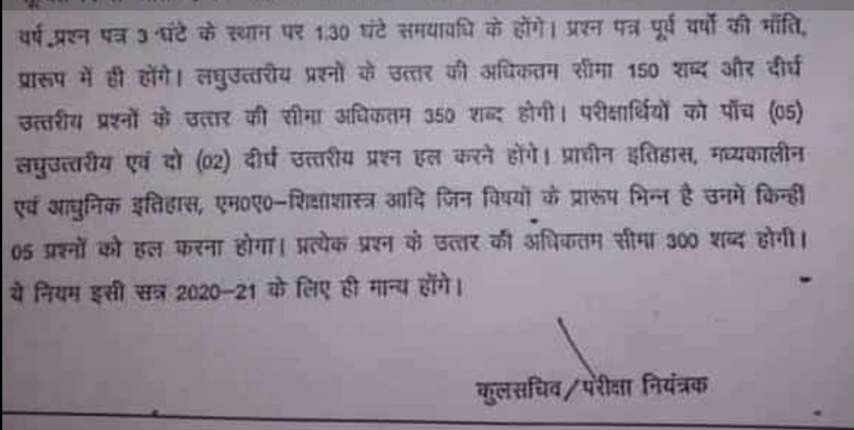 वर्ष प्रश्न पत्र 3 घंटे के स्थान पर 1.30 घंटे समयावधि के होंगे। प्रश्न पत्र पूर्व वर्षो की भाँति,
प्रारूप में ही होंगे। लघुउत्तरीय प्रश्नों के उत्तर की अधिकतम सीमा 150 शब्द और दीर्घ
उत्तरीय प्रश्नों के उत्तर की सीमा अधिकतम 350 शब्द होगी। परीक्षार्थियों को पाँच (05)
लघुउत्तरीय एवं दो (02) दीर्घ उत्तरीय प्रश्न हल करने होंगे। प्राचीन इतिहास, मध्यकालीन
एवं आधुनिक इतिहास, एम०ए०-शिक्षाशास्त्र आदि जिन विषयों के प्रारूप भिन्न है उनमें किन्हीं
05 प्रश्नों को हल करना होगा। प्रत्येक प्रश्न के उत्तर की अधिकतम सीमा 300 शब्द होगी।
ये नियम इसी सत्र 2020-21 के लिए ही मान्य होंगे।
कुलसचिव/परीक्षा नियंत्रक